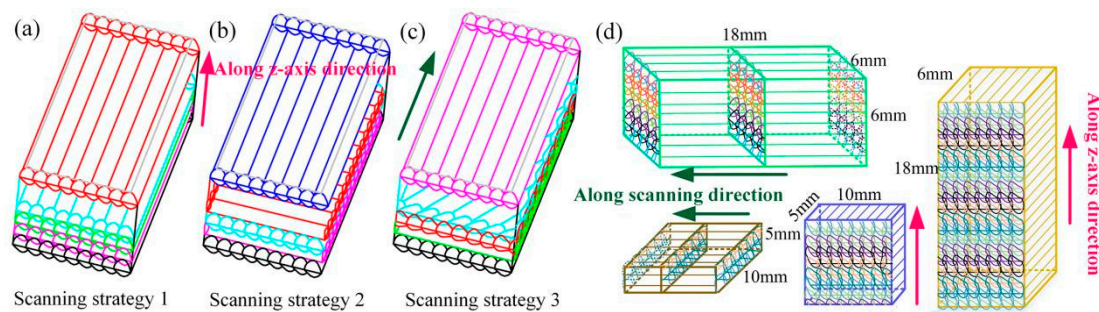 (a)
(b)
(c)
(d)
Along z-axis direction
Scanning strategy 1
Scanning strategy 2
Scanning strategy 3
18mm
6mm
6mm
Along scanning direction
5mm
10mm
5mm
10mm
6mm
18mm
Along z-axis direction